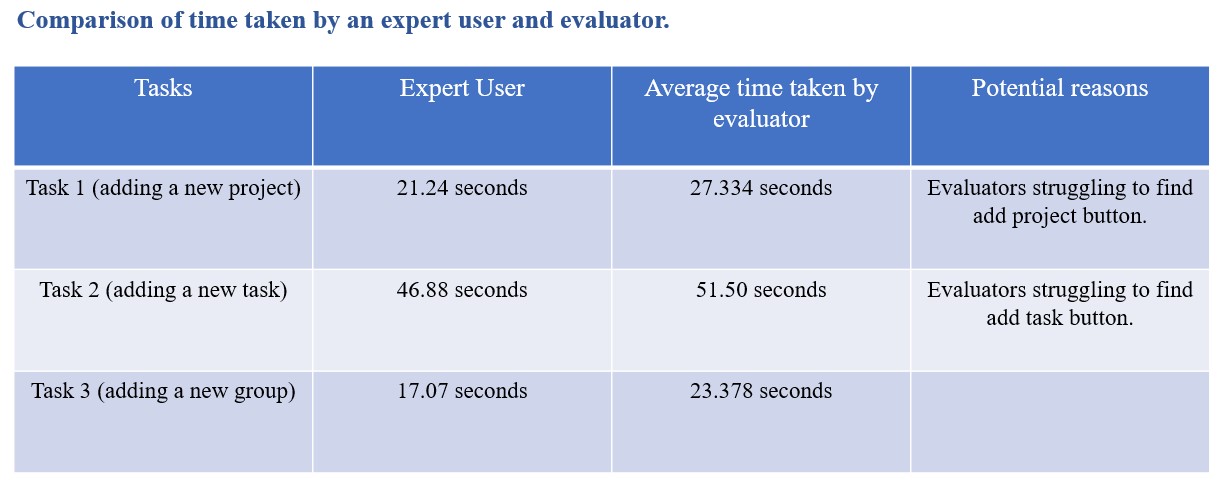 Comparison of time taken by an expert user and evaluator.
Tasks
Expert User
Average time taken by
evaluator
Potential reasons
Task 1 (adding a new project)
21.24 seconds
27.334 seconds
Evaluators struggling to find
add project button.
Task 2 (adding a new task)
46.88 seconds
51.50 seconds
Evaluators struggling to find
add task button.
Task 3 (adding a new group)
17.07 seconds
23.378 seconds